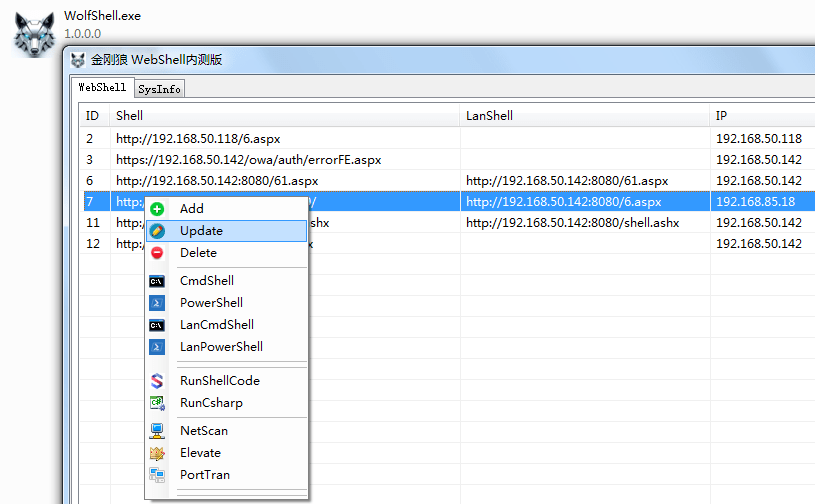 WolfShell.exe
1.0.0.0
金刚狼 WebShell内测版
WebShell SysInfo
ID Shell LanShell IP
2 http://192.168.50.118/6.aspx 192.168.50.118
3 https://192.168.50.142/owa/auth/errorFE.aspx 192.168.50.142
6 http://192.168.50.142:8080/61.aspx http://192.168.50.142:8080/61.aspx 192.168.50.142
7 http:/ / http://192.168.50.142:8080/6.aspx 192.168.85.18
11 http:/ shx http://192.168.50.142:8080/shell.ashx 192.168.50.142
12 http:/ x 192.168.50.142
Add
Update
Delete
CmdShell
PowerShell
LanCmdShell
LanPowerShell
RunShellCode
RunCsharp
NetScan
Elevate
PortTran